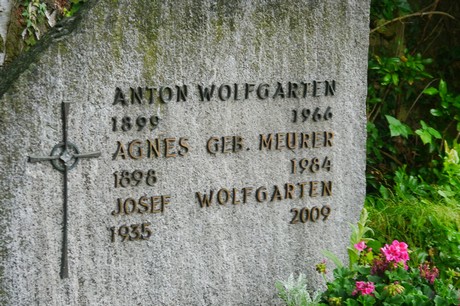 ANTON WOLFGARTEN
1899 1966
AGNES GEB. MEURER
1898 1984
JOSEF WOLFGARTEN
1935 2009